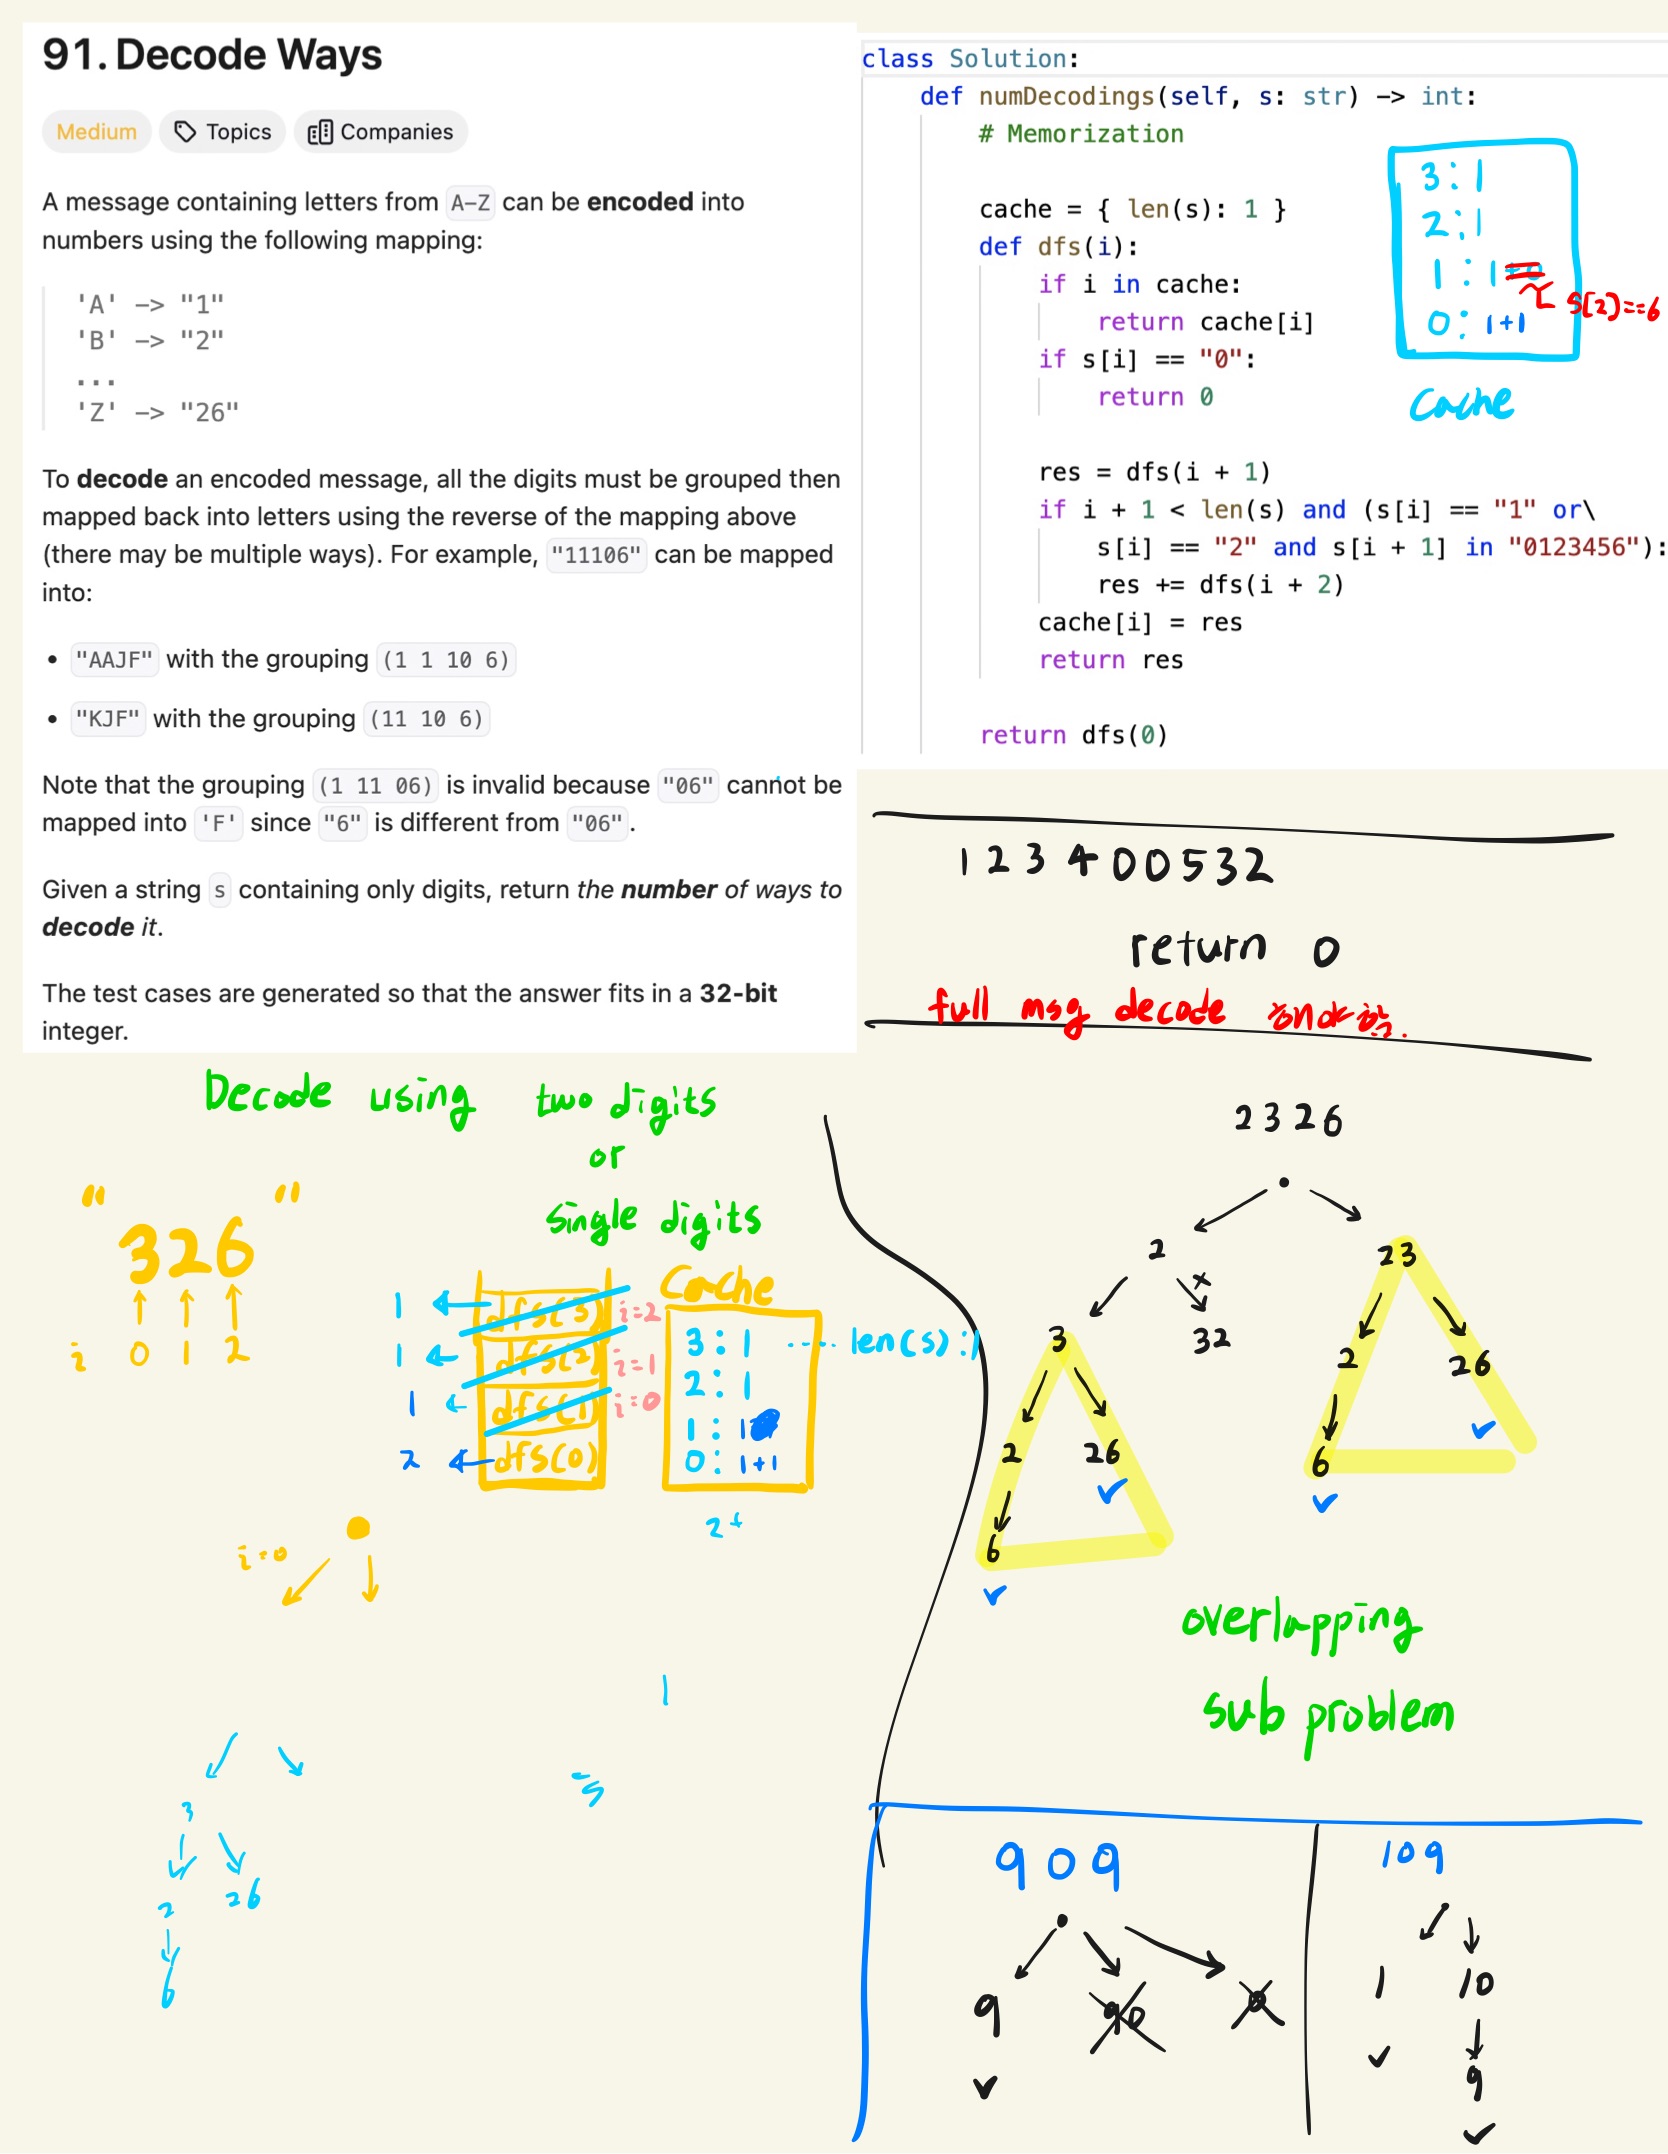 91. Decode Ways
Medium
Topics
Companies
A message containing letters from A-Z can be encoded into
numbers using the following mapping:
'A' -> "1"
'B' -> "2"
...
'Z' -> "26"
To decode an encoded message, all the digits must be grouped then
mapped back into letters using the reverse of the mapping above
(there may be multiple ways). For example, "11106" can be mapped
into:
• "AAJF" with the grouping (1 1 10 6)
• "KJF" with the grouping (11 10 6)
Note that the grouping (1 11 06) is invalid because "06" cannot be
mapped into 'F' since "6" is different from "06".
Given a string s containing only digits, return the number of ways to
decode it.
The test cases are generated so that the answer fits in a 32-bit
integer.
class Solution:
def numDecodings(self, s: str) -> int:
# Memorization
cache = { len(s): 1 }
def dfs(i):
if i in cache:
return cache[i]
if s[i] == "0":
return 0
res = dfs(i + 1)
if i + 1 < len(s) and (s[i] == "1" or\
s[i] == "2" and s[i + 1] in "0123456"):
res += dfs(i + 2)
cache[i] = res
return res
return dfs(0)
3: 1
2: 1
1: 1+0
s[2]==6
0: 1+1
Cache
123400532
return 0
full msg decode
Decode using two digits
or
single digits
"326"
i 0 1 2
1 dfs(3) i=2
1 dfs(2) i=1
1 dfs(1) i=0
2 dfs(0)
Cache
3: 1 len(s):1
2: 1
1: 1
0: 1+1
2
i=0
1
3
2 26
6
2326
2 23
3 32
2 26
6
2 26
6
overlapping
sub problem
909
9 90 0
109
1 10
9